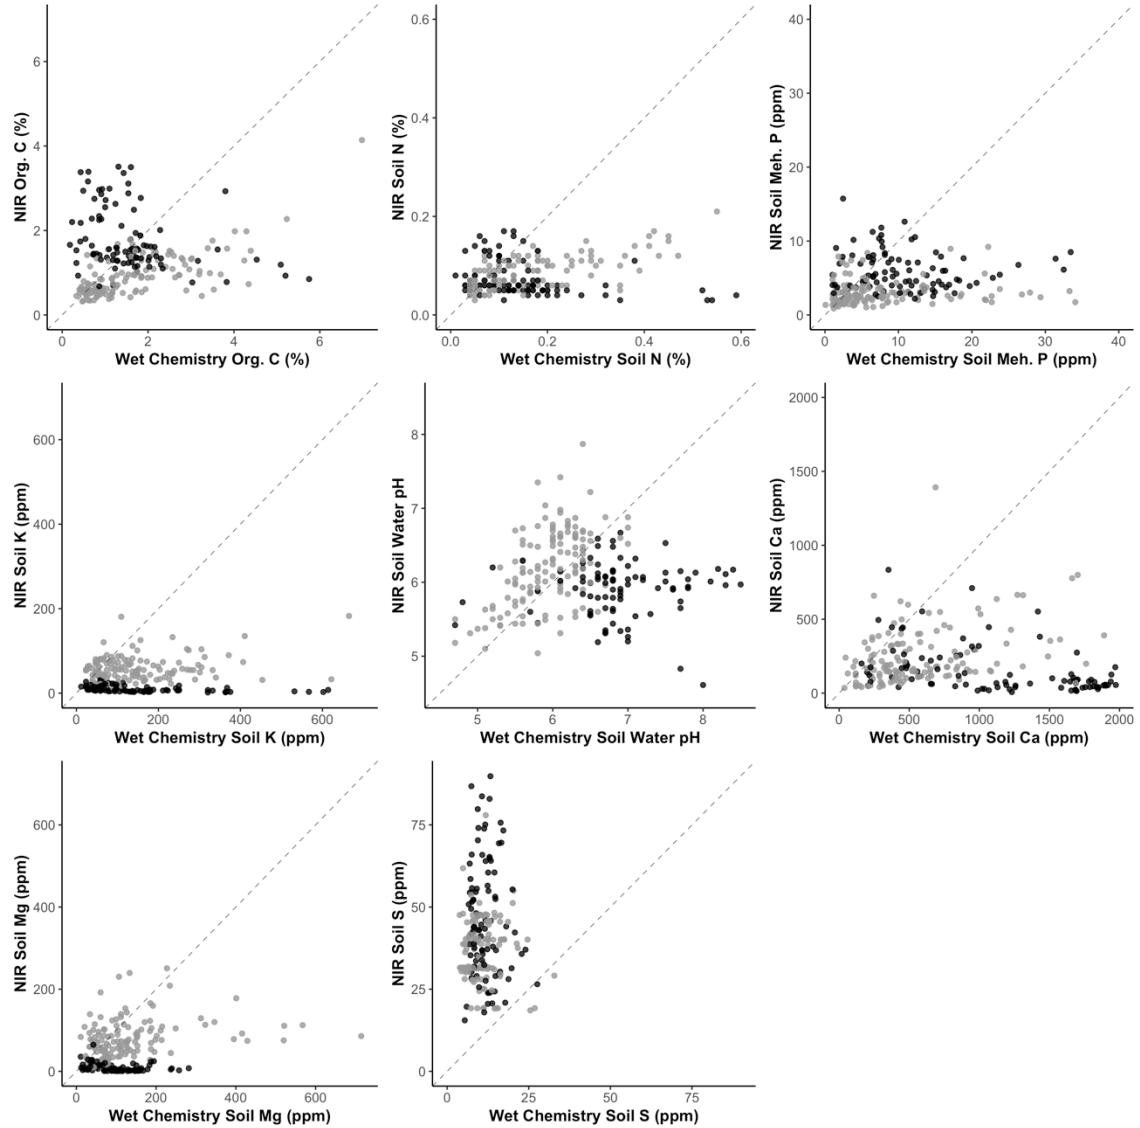 NIR Org. C (%)
6
4
2
0
0 2 4 6
Wet Chemistry Org. C (%)
NIR Soil N (%)
0.6
0.4
0.2
0.0
0.0 0.2 0.4 0.6
Wet Chemistry Soil N (%)
NIR Soil Meh. P (ppm)
40
30
20
10
0
0 10 20 30 40
Wet Chemistry Soil Meh. P (ppm)
NIR Soil K (ppm)
600
400
200
0
0 200 400 600
Wet Chemistry Soil K (ppm)
NIR Soil Water pH
8
7
6
5
5 6 7 8
Wet Chemistry Soil Water pH
NIR Soil Ca (ppm)
2000
1500
1000
500
0
0 500 1000 1500 2000
Wet Chemistry Soil Ca (ppm)
NIR Soil Mg (ppm)
600
400
200
0
0 200 400 600
Wet Chemistry Soil Mg (ppm)
NIR Soil S (ppm)
75
50
25
0
0 25 50 75
Wet Chemistry Soil S (ppm)